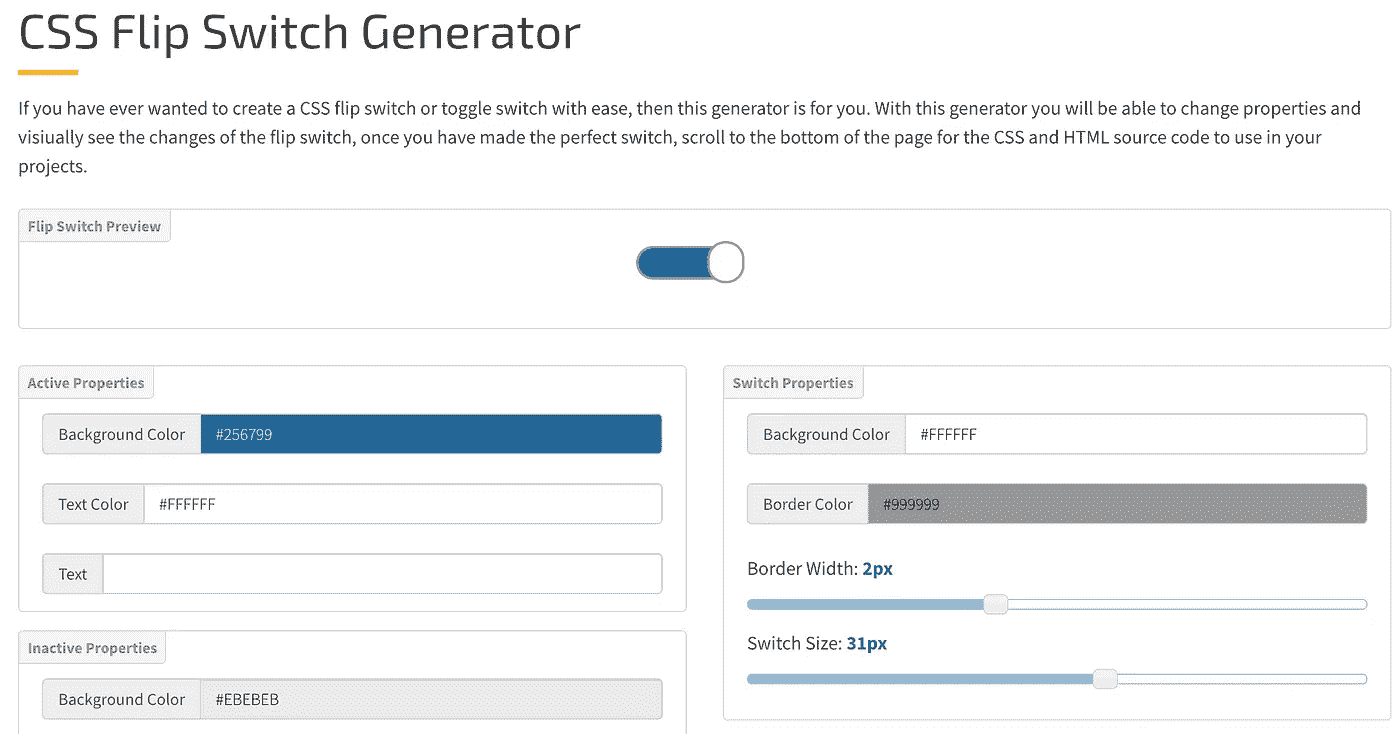 CSS Flip Switch Generator
If you have ever wanted to create a CSS flip switch or toggle switch with ease, then this generator is for you. With this generator you will be able to change properties and
visiually see the changes of the flip switch, once you have made the perfect switch, scroll to the bottom of the page for the CSS and HTML source code to use in your
projects.
Flip Switch Preview
Active Properties
Background Color #256799
Text Color #FFFFFF
Text
Inactive Properties
Background Color #EBEBEB
Switch Properties
Background Color #FFFFFF
Border Color #999999
Border Width: 2px
Switch Size: 31px